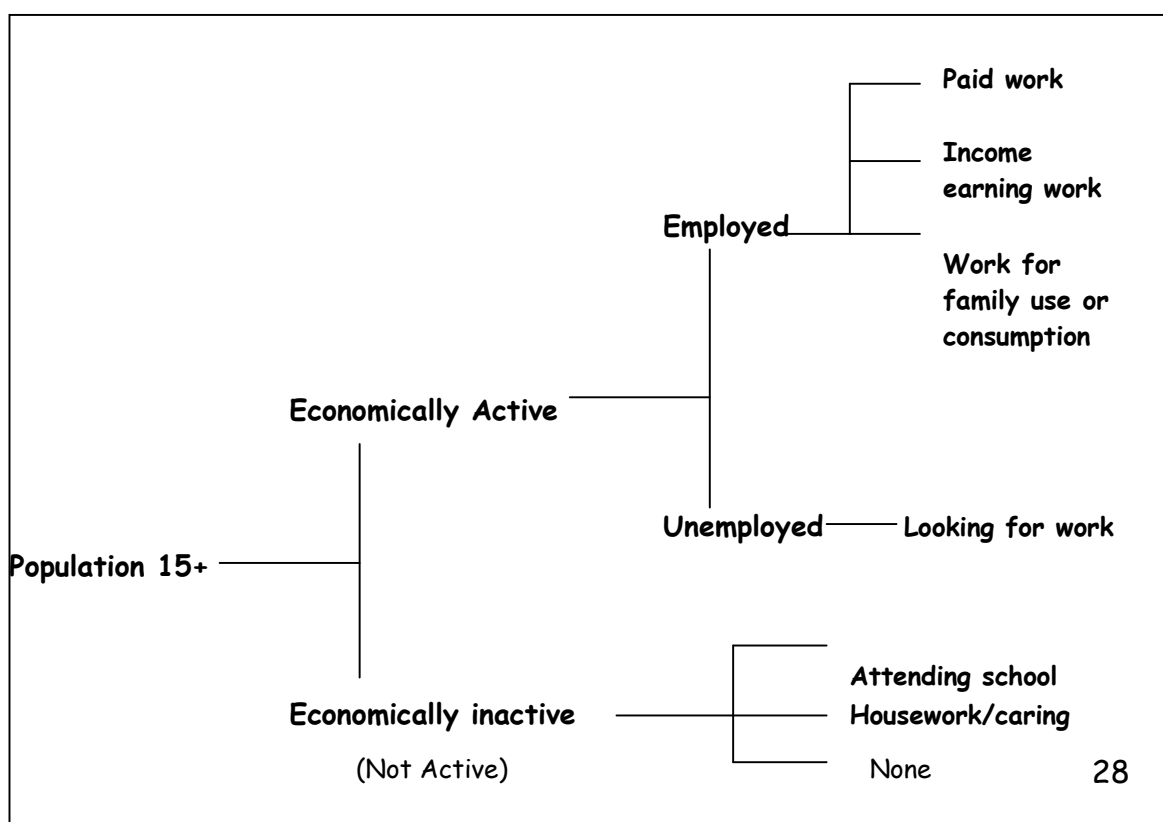 Paid work
Income
earning work
Employed
Work for
family use or
consumption
Economically Active
Unemployed
Looking for work
Population 15+
Attending school
Economically inactive
Housework/caring
(Not Active)
None
28